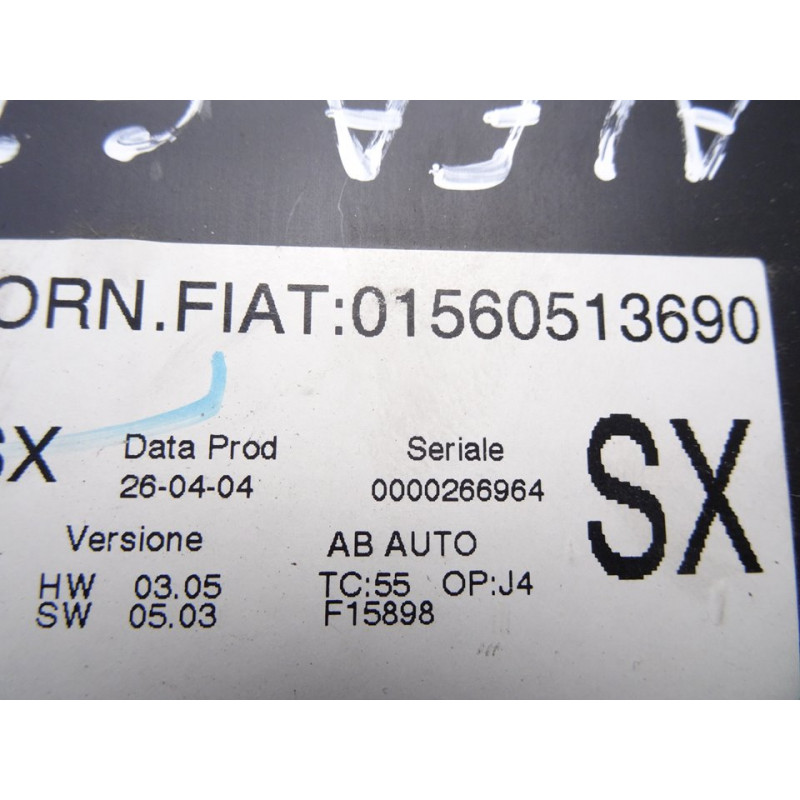 ORN.FIAT:01560513690
SX Data Prod Seriale SX
26-04-04 0000266964
Versione AB AUTO
HW 03.05 TC:55 OP:J4
SW 05.03 F15898